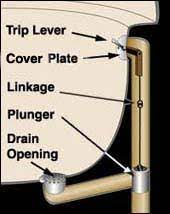 Trip Lever
Cover Plate
Linkage
Plunger
Drain
Opening